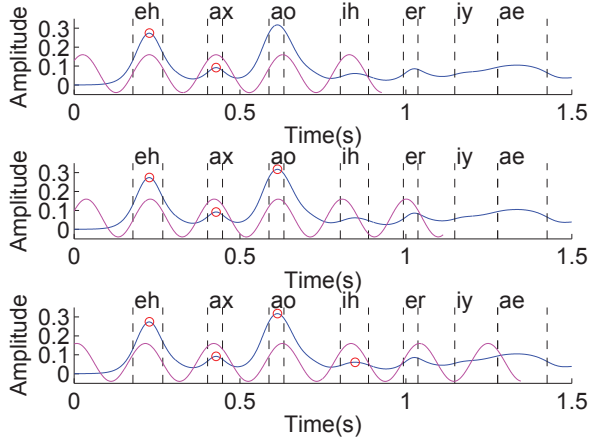 eh ax ao ih er iy ae
Amplitude
0.3
0.2
0.1
0
0 0.5 1 1.5
Time(s)
eh ax ao ih er iy ae
Amplitude
0.3
0.2
0.1
0
0 0.5 1 1.5
Time(s)
eh ax ao ih er iy ae
Amplitude
0.3
0.2
0.1
0
0 0.5 1 1.5
Time(s)